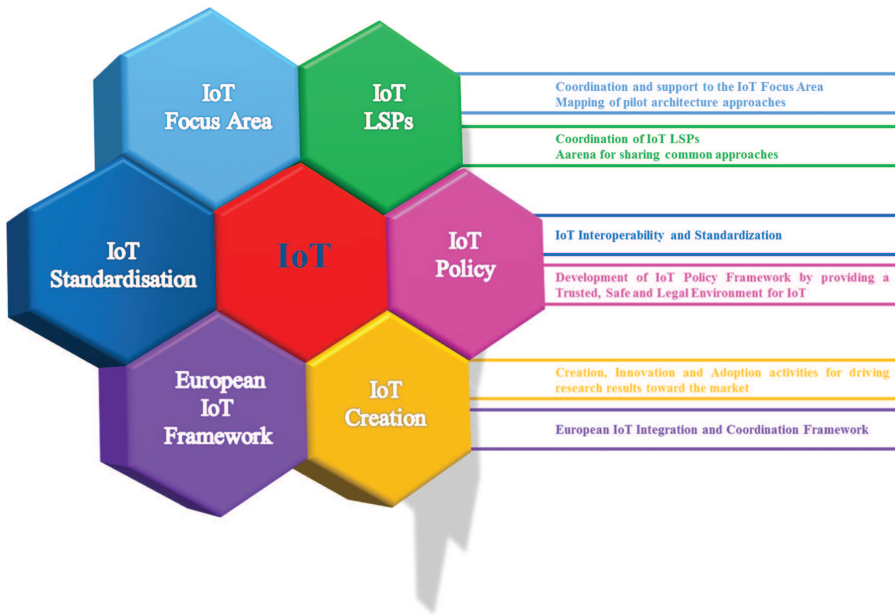 IoT
Focus Area
IoT
LSPs
IoT
Standardisation
IoT
IoT
Policy
European
IoT
Framework
IoT
Creation
Coordination and support to the IoT Focus Area
Mapping of pilot architecture approaches
Coordination of IoT LSPs
Aarena for sharing common approaches
IoT Interoperability and Standardization
Development of IoT Policy Framework by providing a
Trusted, Safe and Legal Environment for IoT
Creation, Innovation and Adoption activities for driving
research results toward the market
European IoT Integration and Coordination Framework